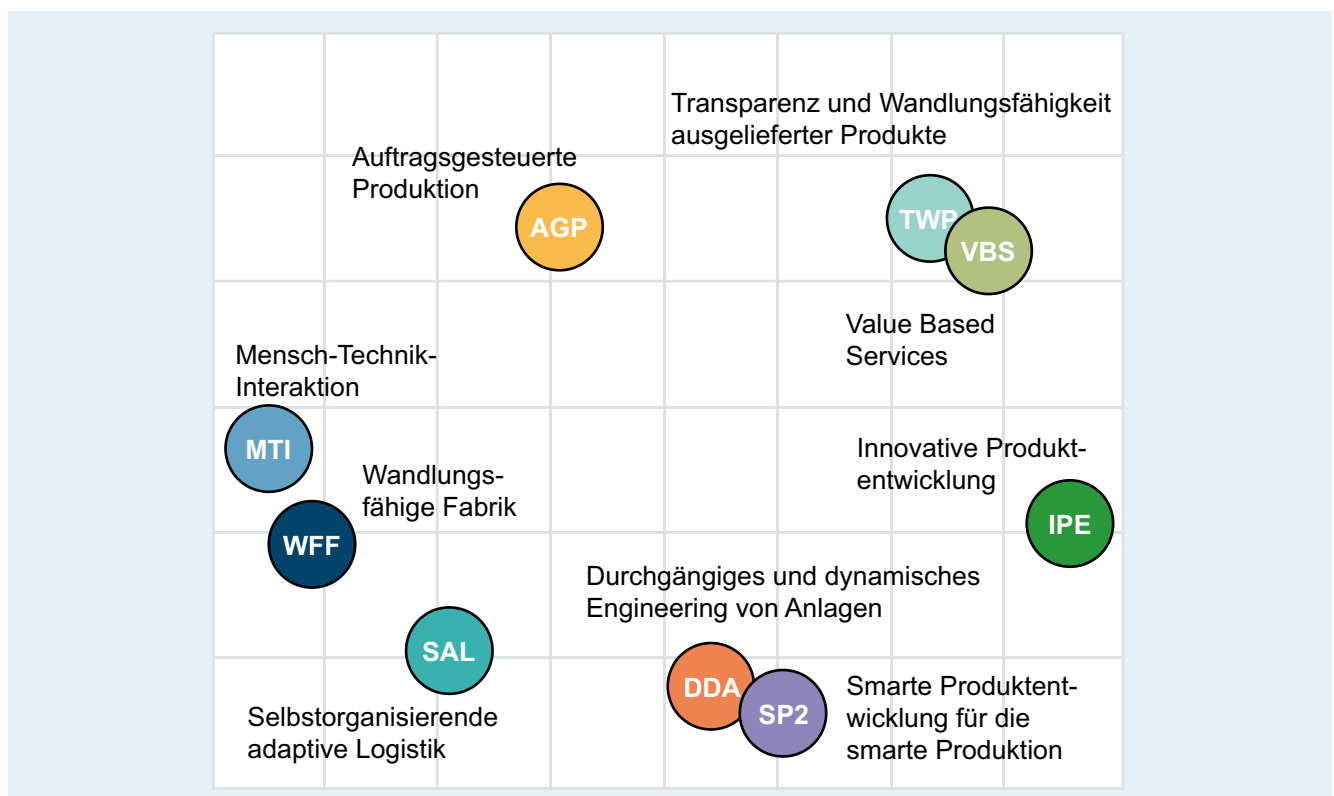 Transparenz und Wandlungsfähigkeit
ausgelieferter Produkte
Auftragsgesteuerte
Produktion
AGP
TWP
VBS
Value Based
Services
Mensch-Technik-
Interaktion
MTI
Wandlungs-
fähige Fabrik
WFF
Innovative Produkt-
entwicklung
IPE
Durchgängiges und dynamisches
Engineering von Anlagen
SAL
Selbstorganisierende
adaptive Logistik
DDA
SP2
Smarte Produktent-
wicklung für die
smarte Produktion